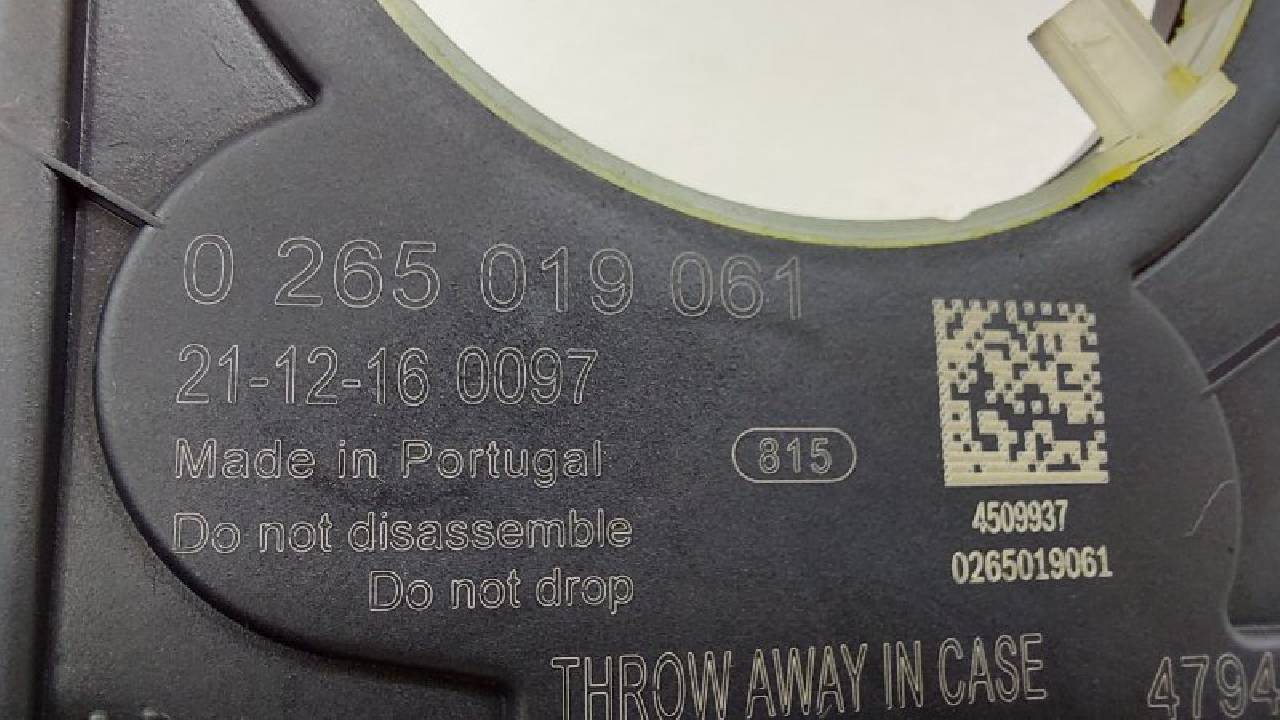 0 265 019 061
21-12-16 0097
Made in Portugal
815
Do not disassemble
Do not drop
4509937
0265019061
THROW AWAY IN CASE
4794